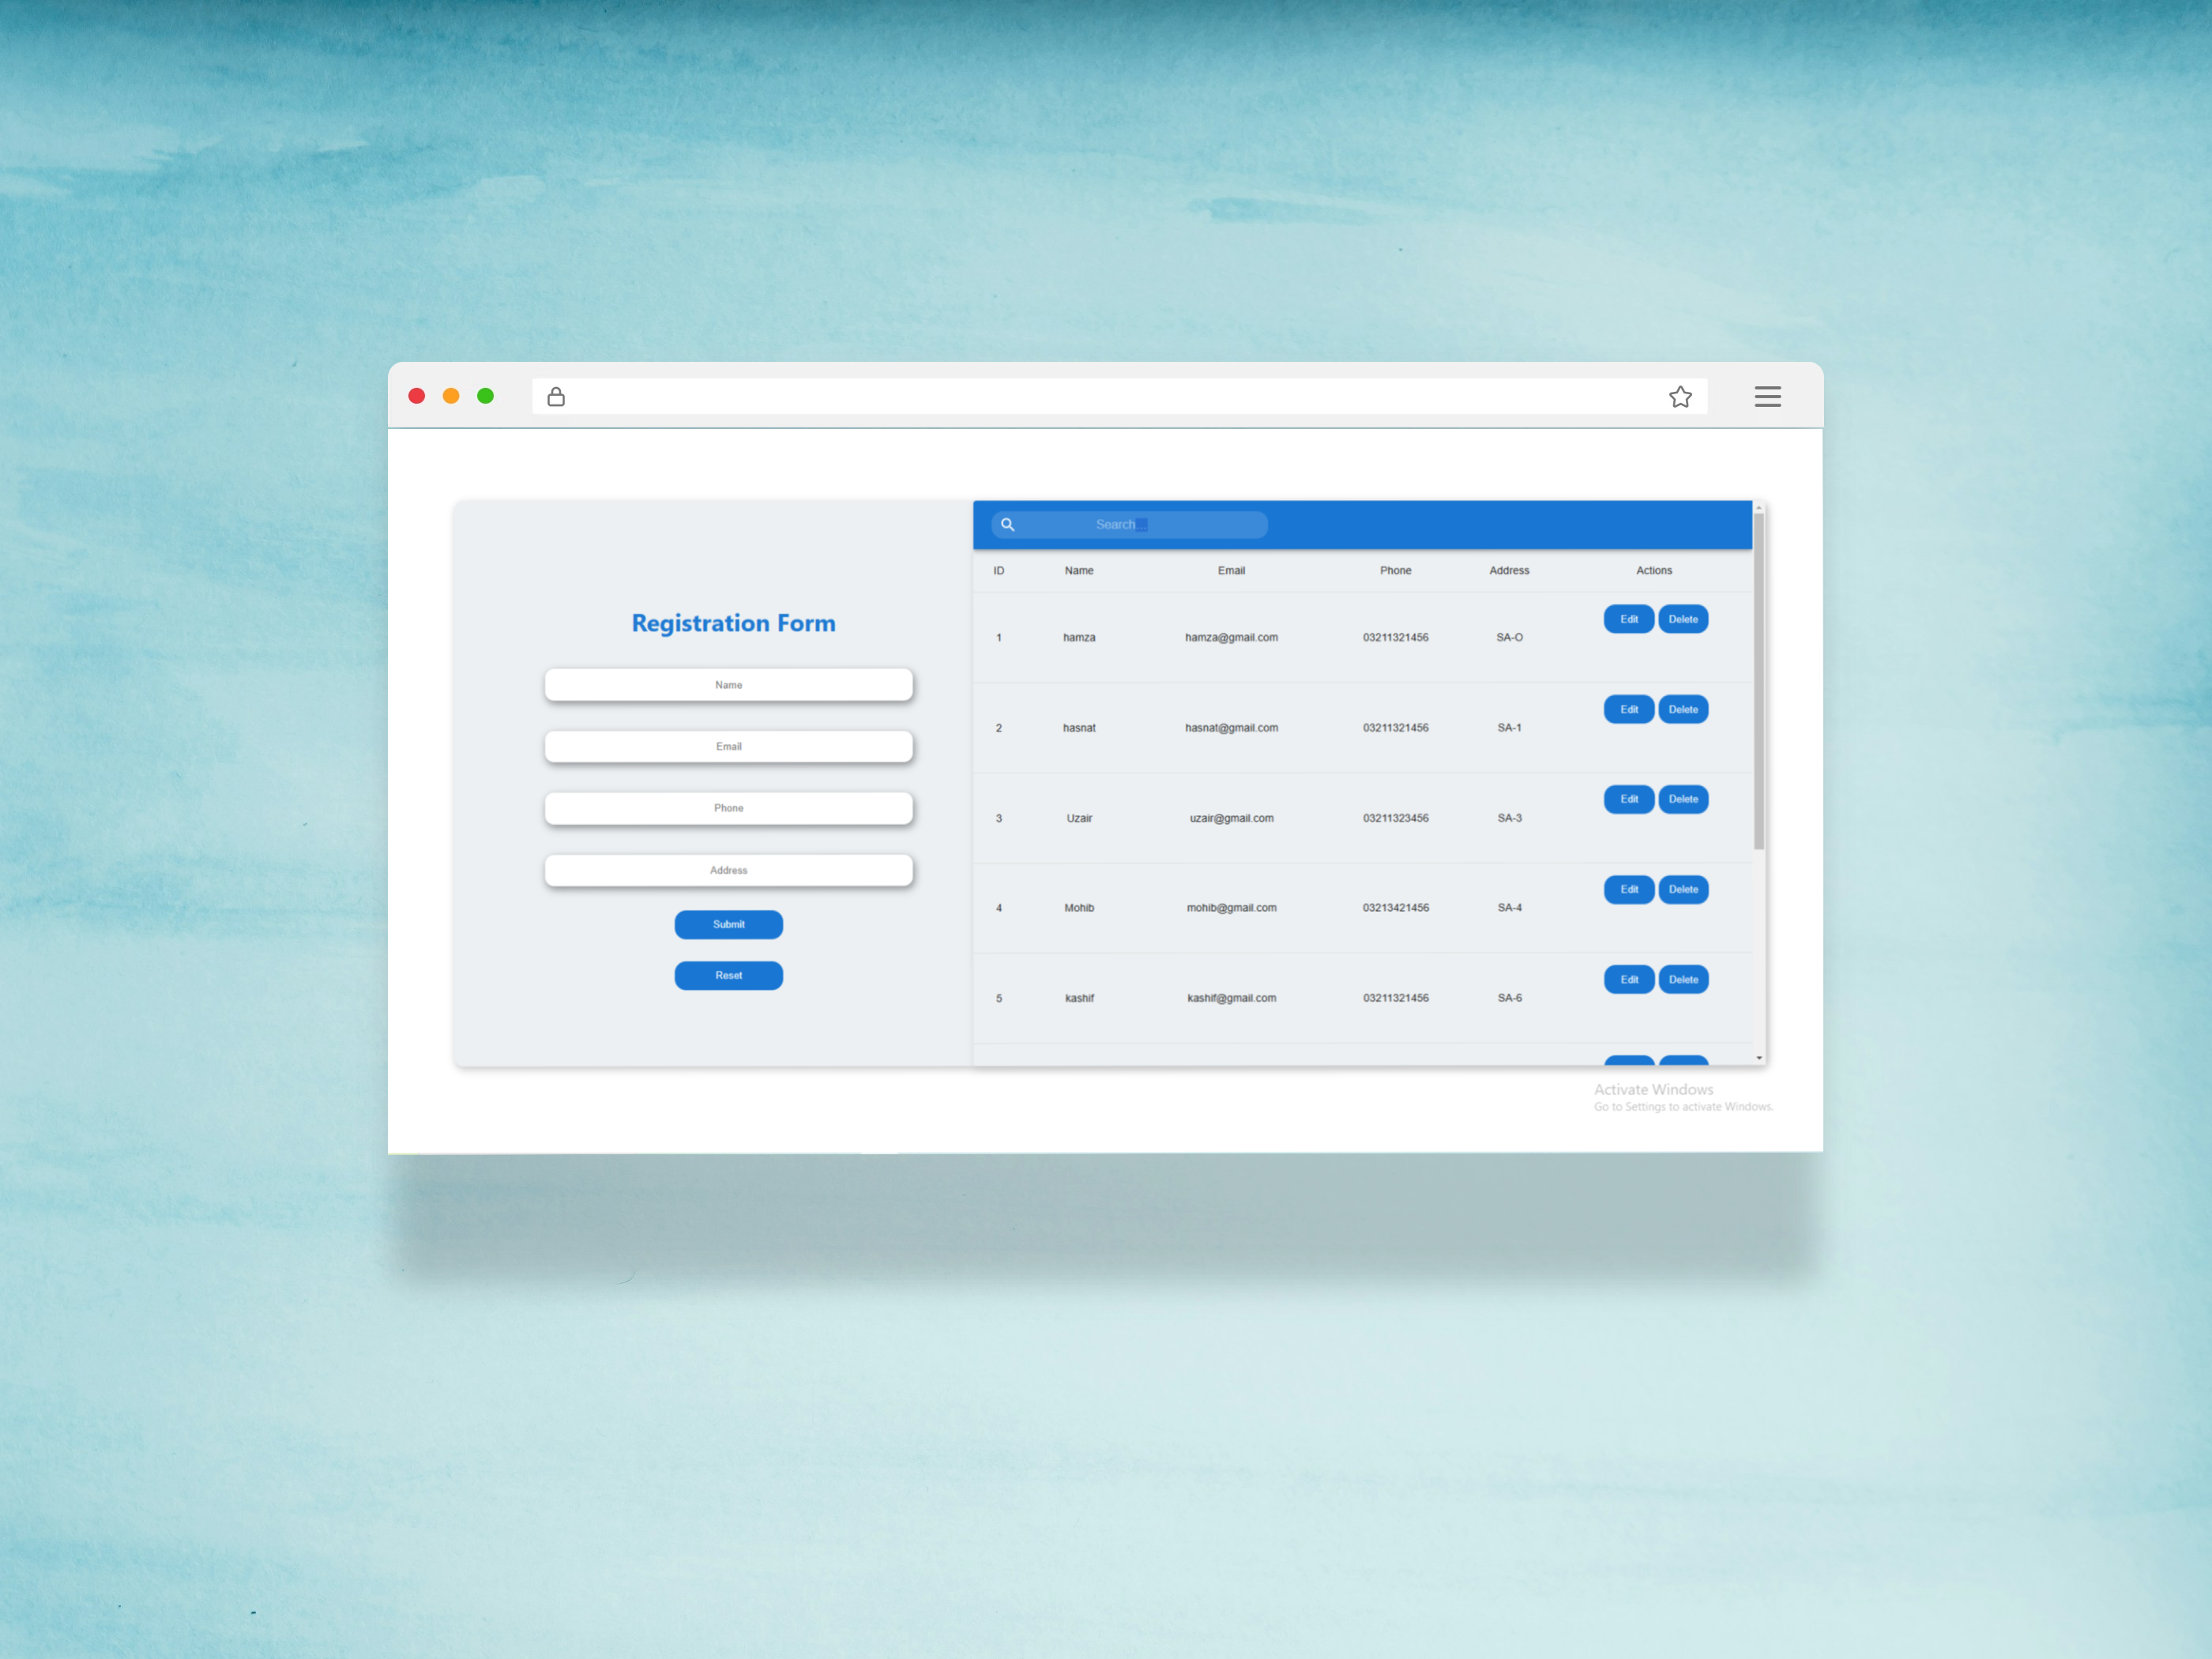 Registration Form
Name
Email
Phone
Address
Submit
Reset
Search
ID Name Email Phone Address Actions
1 hamza hamza@gmail.com 03211321456 SA-O Edit Delete
2 hasnat hasnat@gmail.com 03211321456 SA-1 Edit Delete
3 Uzair uzair@gmail.com 03211323456 SA-3 Edit Delete
4 Mohib mohib@gmail.com 03213421456 SA-4 Edit Delete
5 kashif kashif@gmail.com 03211321456 SA-6 Edit Delete
Activate Windows
Go to Settings to activate Windows.